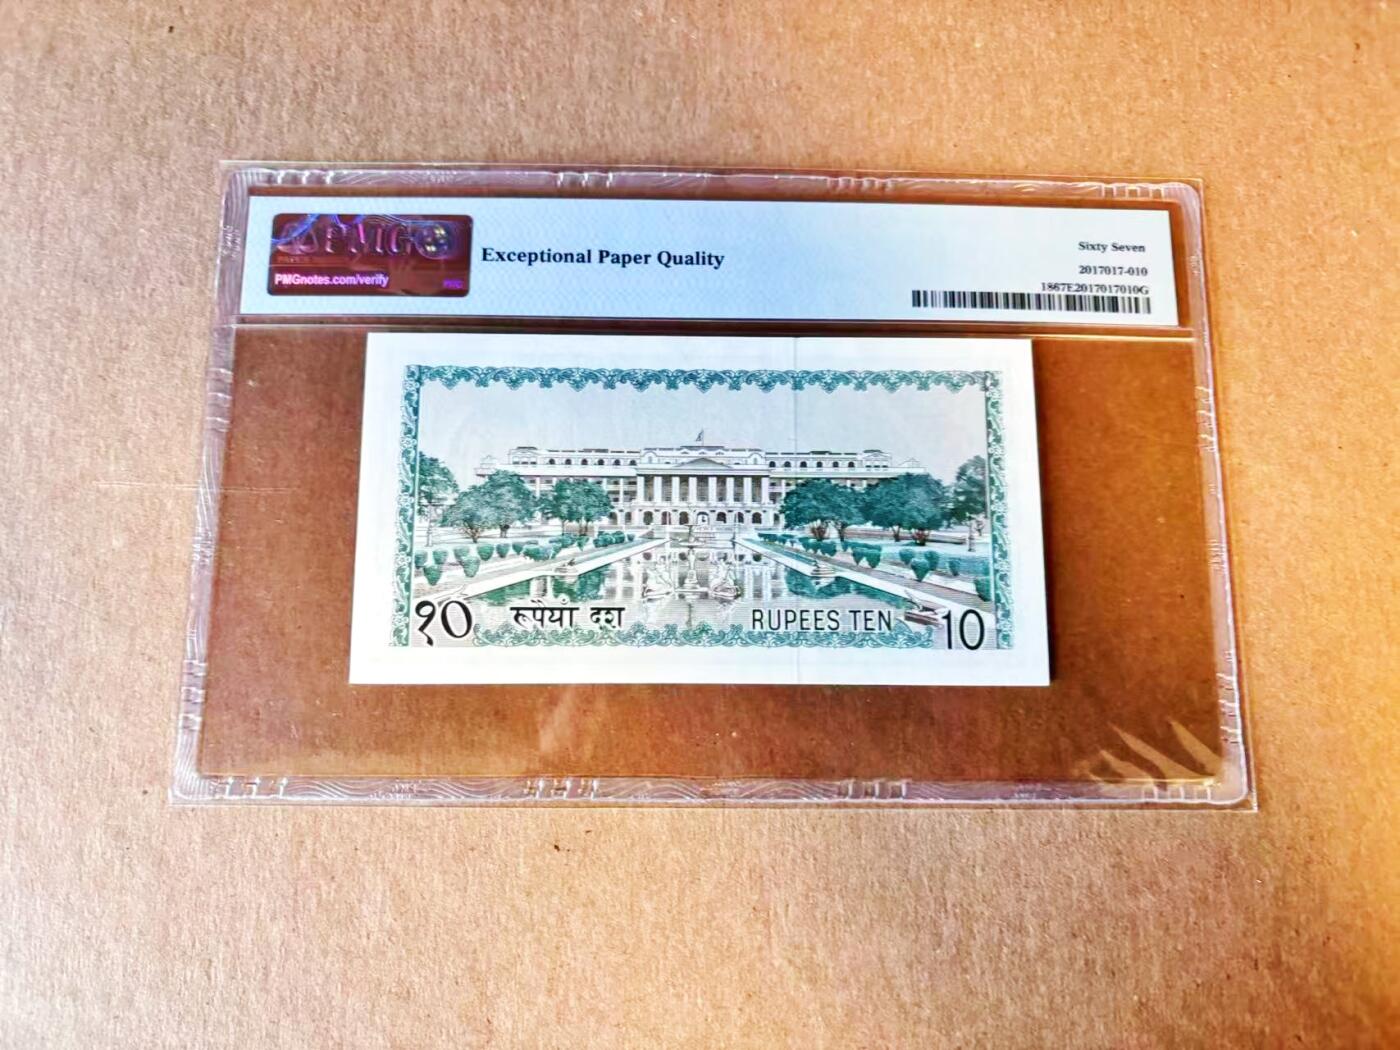 PMG
PMGnotes.com/verify
Exceptional Paper Quality
Sixty Seven
2017017-010
1867E2017017010G
१० रूपैयाँ दश RUPEES TEN 10